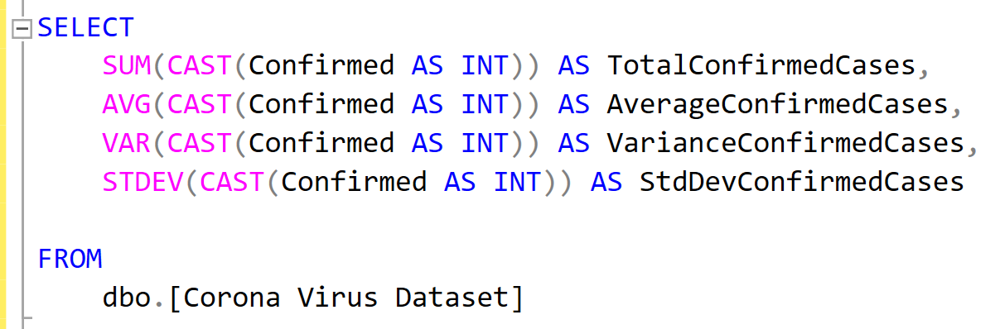 SELECT
SUM(CAST(Confirmed AS INT)) AS TotalConfirmedCases,
AVG(CAST(Confirmed AS INT)) AS AverageConfirmedCases,
VAR(CAST(Confirmed AS INT)) AS VarianceConfirmedCases,
STDEV(CAST(Confirmed AS INT)) AS StdDevConfirmedCases
FROM
dbo.[Corona Virus Dataset]